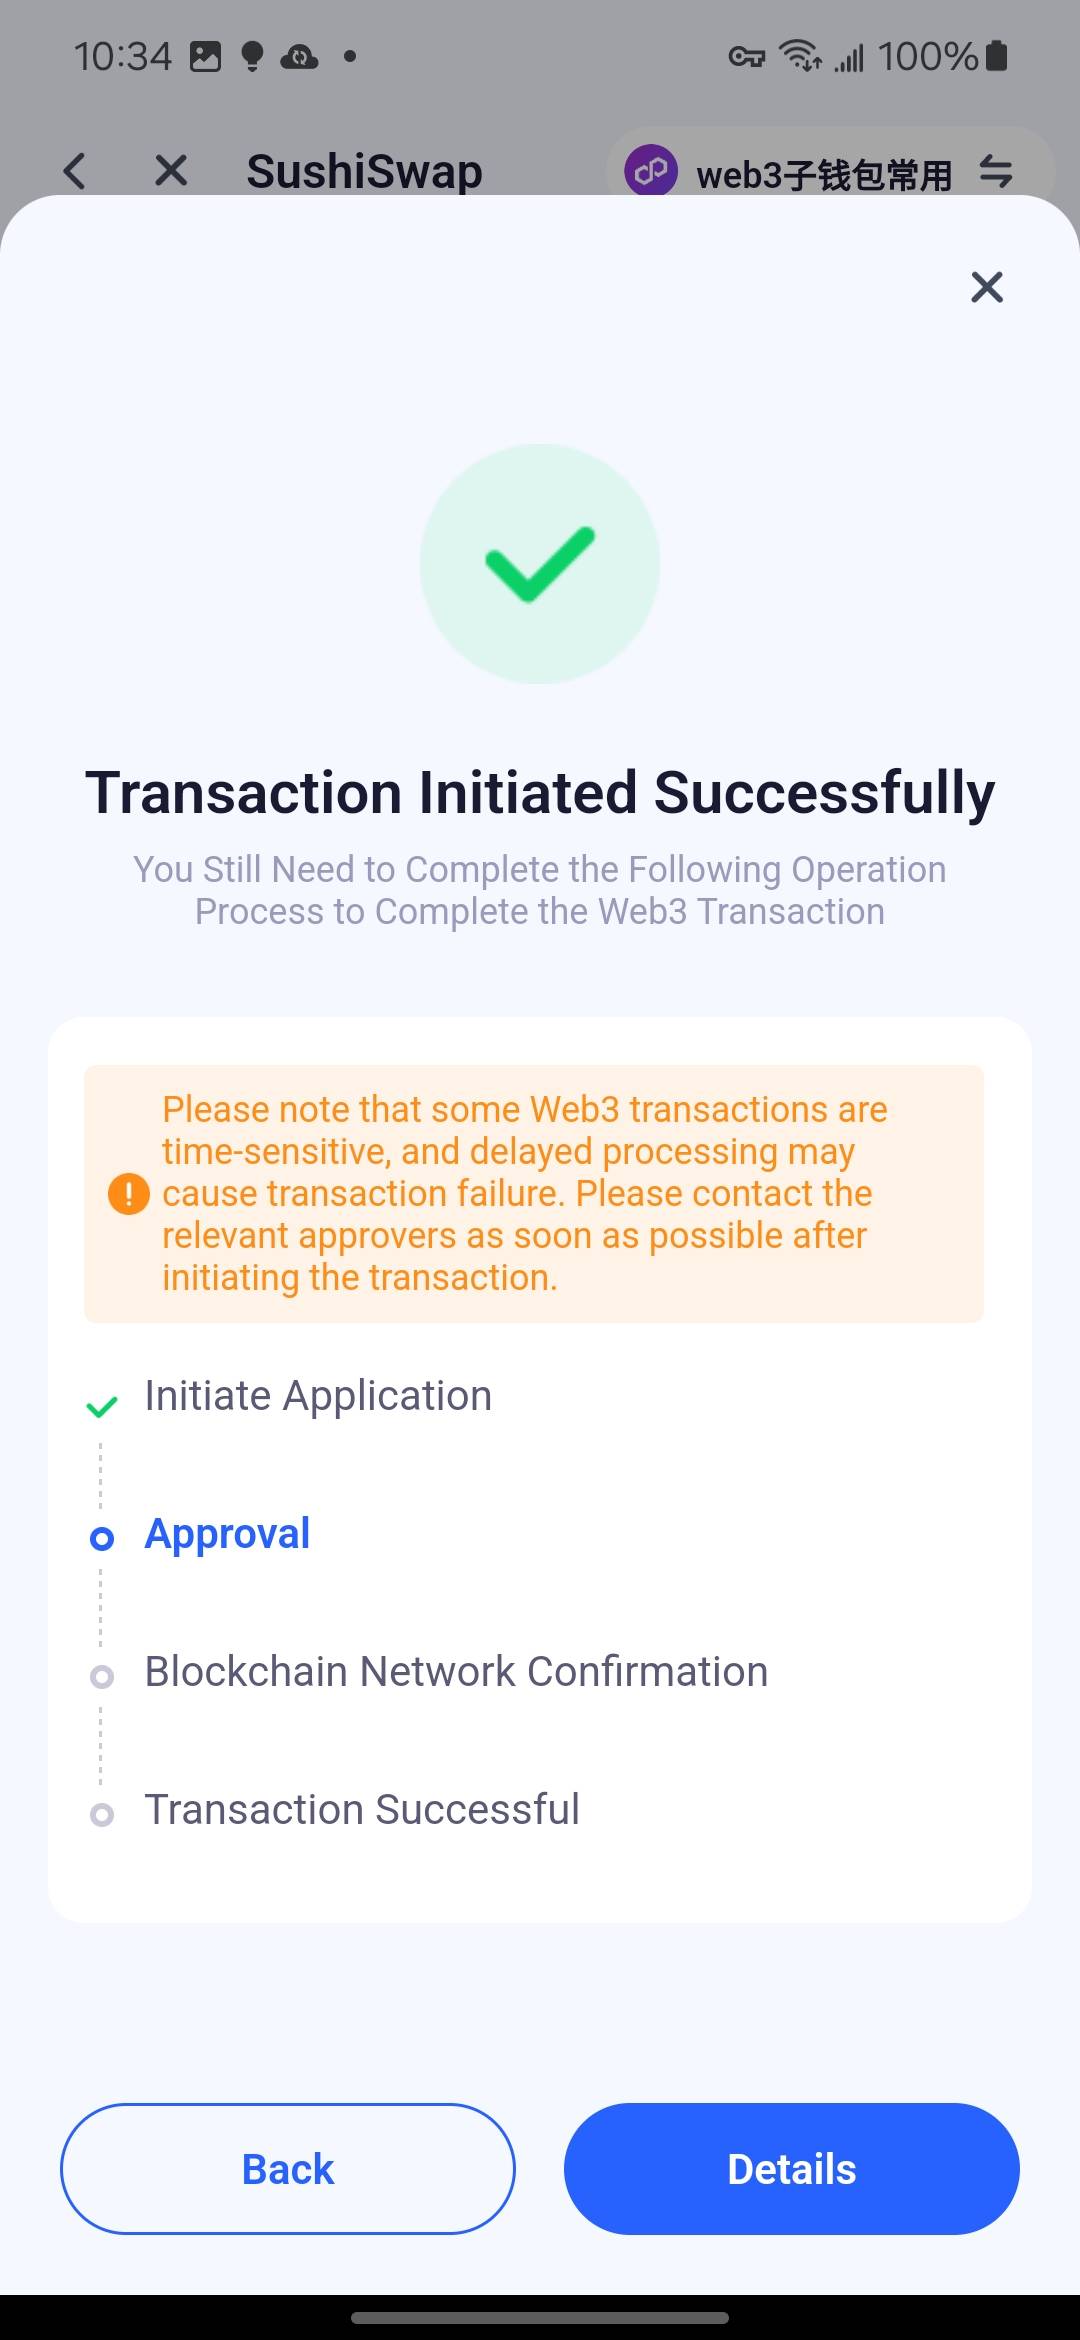 10:34
100%
SushiSwap
web3子钱包常用
Transaction Initiated Successfully
You Still Need to Complete the Following Operation
Process to Complete the Web3 Transaction
Please note that some Web3 transactions are
time-sensitive, and delayed processing may
cause transaction failure. Please contact the
relevant approvers as soon as possible after
initiating the transaction.
Initiate Application
Approval
Blockchain Network Confirmation
Transaction Successful
Back
Details